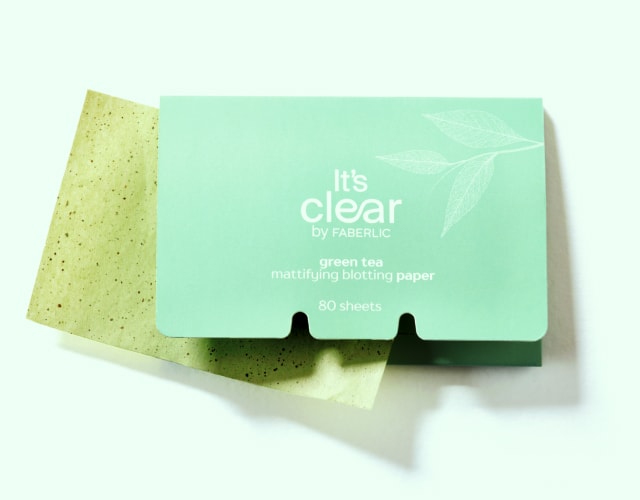 It's
clear
by FABERLIC
green tea
mattifying blotting paper
80 sheets